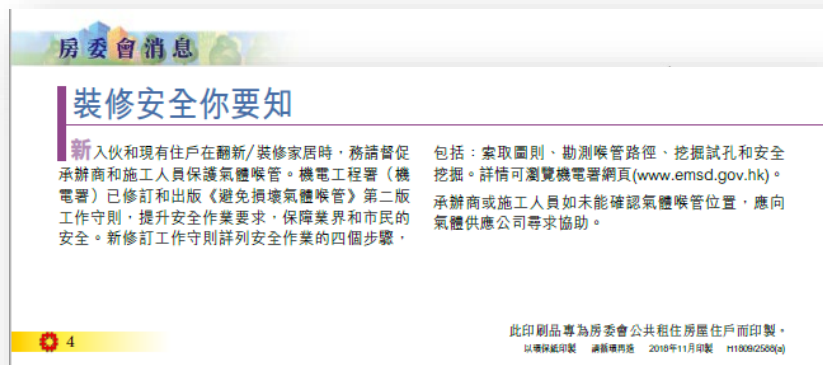 房委會消息
裝修安全你要知
新入伙和現有住戶在翻新/裝修家居時，務請督促
承辦商和施工人員保護氣體喉管。機電工程署（機
電署）已修訂和出版《避免損壞氣體喉管》第二版
工作守則，提升安全作業要求，保障業界和市民的
安全。新修訂工作守則詳列安全作業的四個步驟，
包括：索取圖則、勘測喉管路徑、挖掘試孔和安全
挖掘。詳情可瀏覽機電署網頁(www.emsd.gov.hk)。
承辦商或施工人員如未能確認氣體喉管位置，應向
氣體供應公司尋求協助。
此印刷品專為房委會公共租住房屋住戶而印製。
以環保紙印製 請循環再造 2018年11月印製 H1809/2588(a)
4